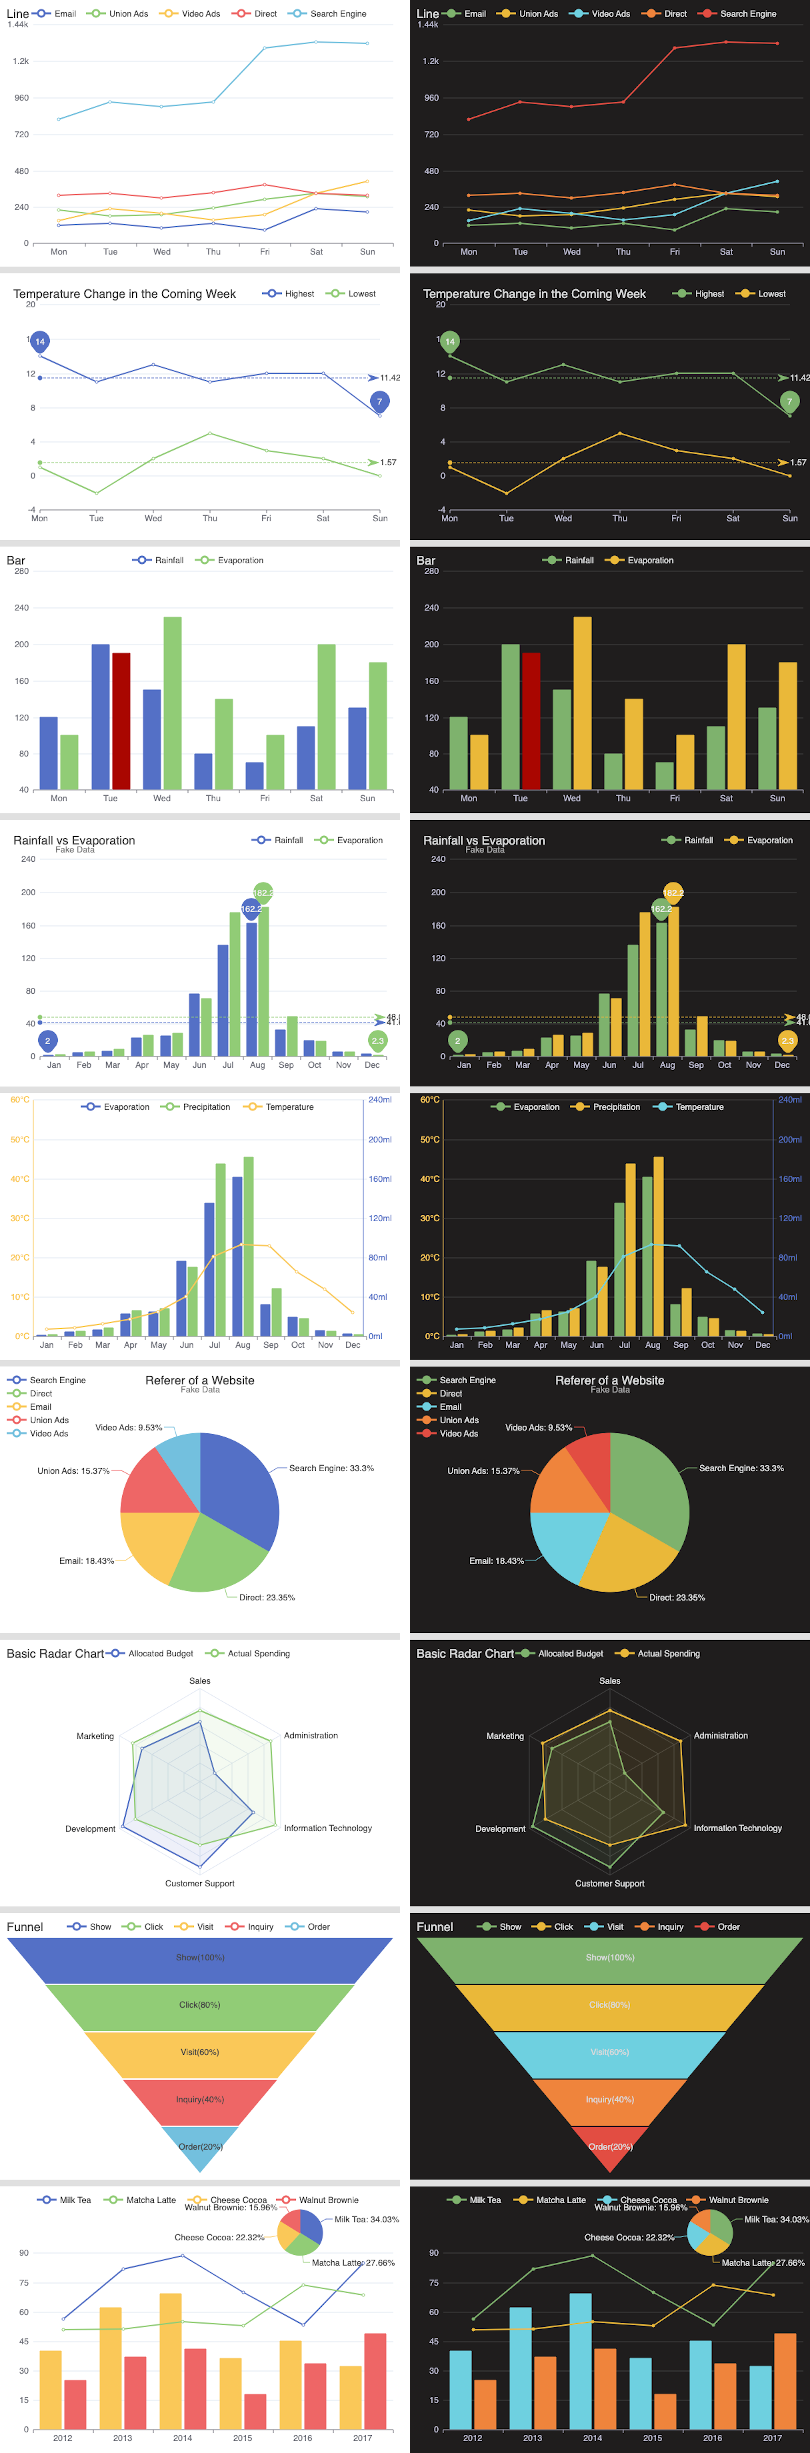 Line Email Union Ads Video Ads Direct Search Engine
1.44k
1.2k
960
720
480
240
0
Mon Tue Wed Thu Fri Sat Sun
Line Email Union Ads Video Ads Direct Search Engine
1.44k
1.2k
960
720
480
240
0
Mon Tue Wed Thu Fri Sat Sun
Temperature Change in the Coming Week Highest Lowest
20
14
12
11.42
7
8
4
1.57
0
-4
Mon Tue Wed Thu Fri Sat Sun
Temperature Change in the Coming Week Highest Lowest
20
14
12
11.42
7
8
4
1.57
0
-4
Mon Tue Wed Thu Fri Sat Sun
Bar Rainfall Evaporation
280
240
200
160
120
80
40
Mon Tue Wed Thu Fri Sat Sun
Bar Rainfall Evaporation
280
240
200
160
120
80
40
Mon Tue Wed Thu Fri Sat Sun
Rainfall vs Evaporation Rainfall Evaporation
Fake Data
240
200
182.2
162.2
160
120
80
40
2
2.3
0
Jan Feb Mar Apr May Jun Jul Aug Sep Oct Nov Dec
Rainfall vs Evaporation Rainfall Evaporation
Fake Data
240
200
182.2
162.2
160
120
80
40
2
2.3
0
Jan Feb Mar Apr May Jun Jul Aug Sep Oct Nov Dec
Evaporation Precipitation Temperature
60°C 240ml
50°C 200ml
40°C 160ml
30°C 120ml
20°C 80ml
10°C 40ml
0°C 0ml
Jan Feb Mar Apr May Jun Jul Aug Sep Oct Nov Dec
Evaporation Precipitation Temperature
60°C 240ml
50°C 200ml
40°C 160ml
30°C 120ml
20°C 80ml
10°C 40ml
0°C 0ml
Jan Feb Mar Apr May Jun Jul Aug Sep Oct Nov Dec
Referer of a Website
Fake Data
Search Engine
Direct
Email
Union Ads
Video Ads
Video Ads: 9.53%
Search Engine: 33.3%
Union Ads: 15.37%
Email: 18.43%
Direct: 23.35%
Referer of a Website
Fake Data
Search Engine
Direct
Email
Union Ads
Video Ads
Video Ads: 9.53%
Search Engine: 33.3%
Union Ads: 15.37%
Email: 18.43%
Direct: 23.35%
Basic Radar Chart Allocated Budget Actual Spending
Sales
Marketing
Administration
Development
Information Technology
Customer Support
Basic Radar Chart Allocated Budget Actual Spending
Sales
Marketing
Administration
Development
Information Technology
Customer Support
Funnel Show Click Visit Inquiry Order
Show(100%)
Click(80%)
Visit(60%)
Inquiry(40%)
Order(20%)
Funnel Show Click Visit Inquiry Order
Show(100%)
Click(80%)
Visit(60%)
Inquiry(40%)
Order(20%)
Milk Tea Matcha Latte Cheese Cocoa Walnut Brownie
Walnut Brownie: 15.96%
Milk Tea: 34.03%
Cheese Cocoa: 22.32%
Matcha Latte: 27.66%
90
75
60
45
30
15
0
2012 2013 2014 2015 2016 2017
Milk Tea Matcha Latte Cheese Cocoa Walnut Brownie
Walnut Brownie: 15.96%
Milk Tea: 34.03%
Cheese Cocoa: 22.32%
Matcha Latte: 27.66%
90
75
60
45
30
15
0
2012 2013 2014 2015 2016 2017